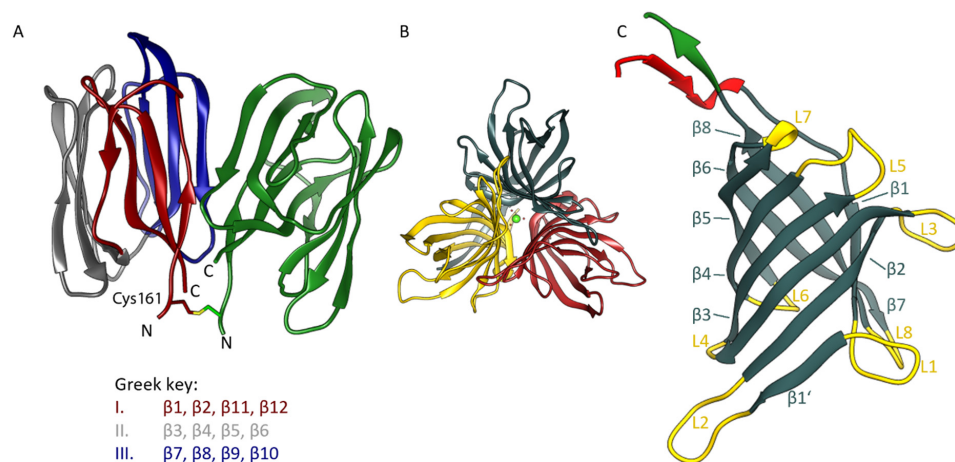 A
B
C
β8
L7
β6
L5
β1
β5
L3
β4
β2
L6
β3
β7
L4
L8
L1
β1‘
L2
C
C
Cys161
N
N
Greek key:
I. β1, β2, β11, β12
II. β3, β4, β5, β6
III. β7, β8, β9, β10